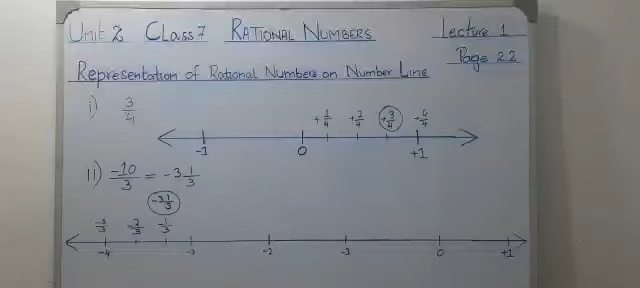 Unit 2 Class 7 RATIONAL NUMBERS Lecture 1
Page 22
Representation of Rational Numbers on Number Line
i) 3/4
+1/4 +2/4 +3/4 +4/4
-1 0 +1
ii) -10/3 = -3 1/3
-3 1/3
-3/3 -2/3 -1/3
-4 -3 -2 -3 0 +1